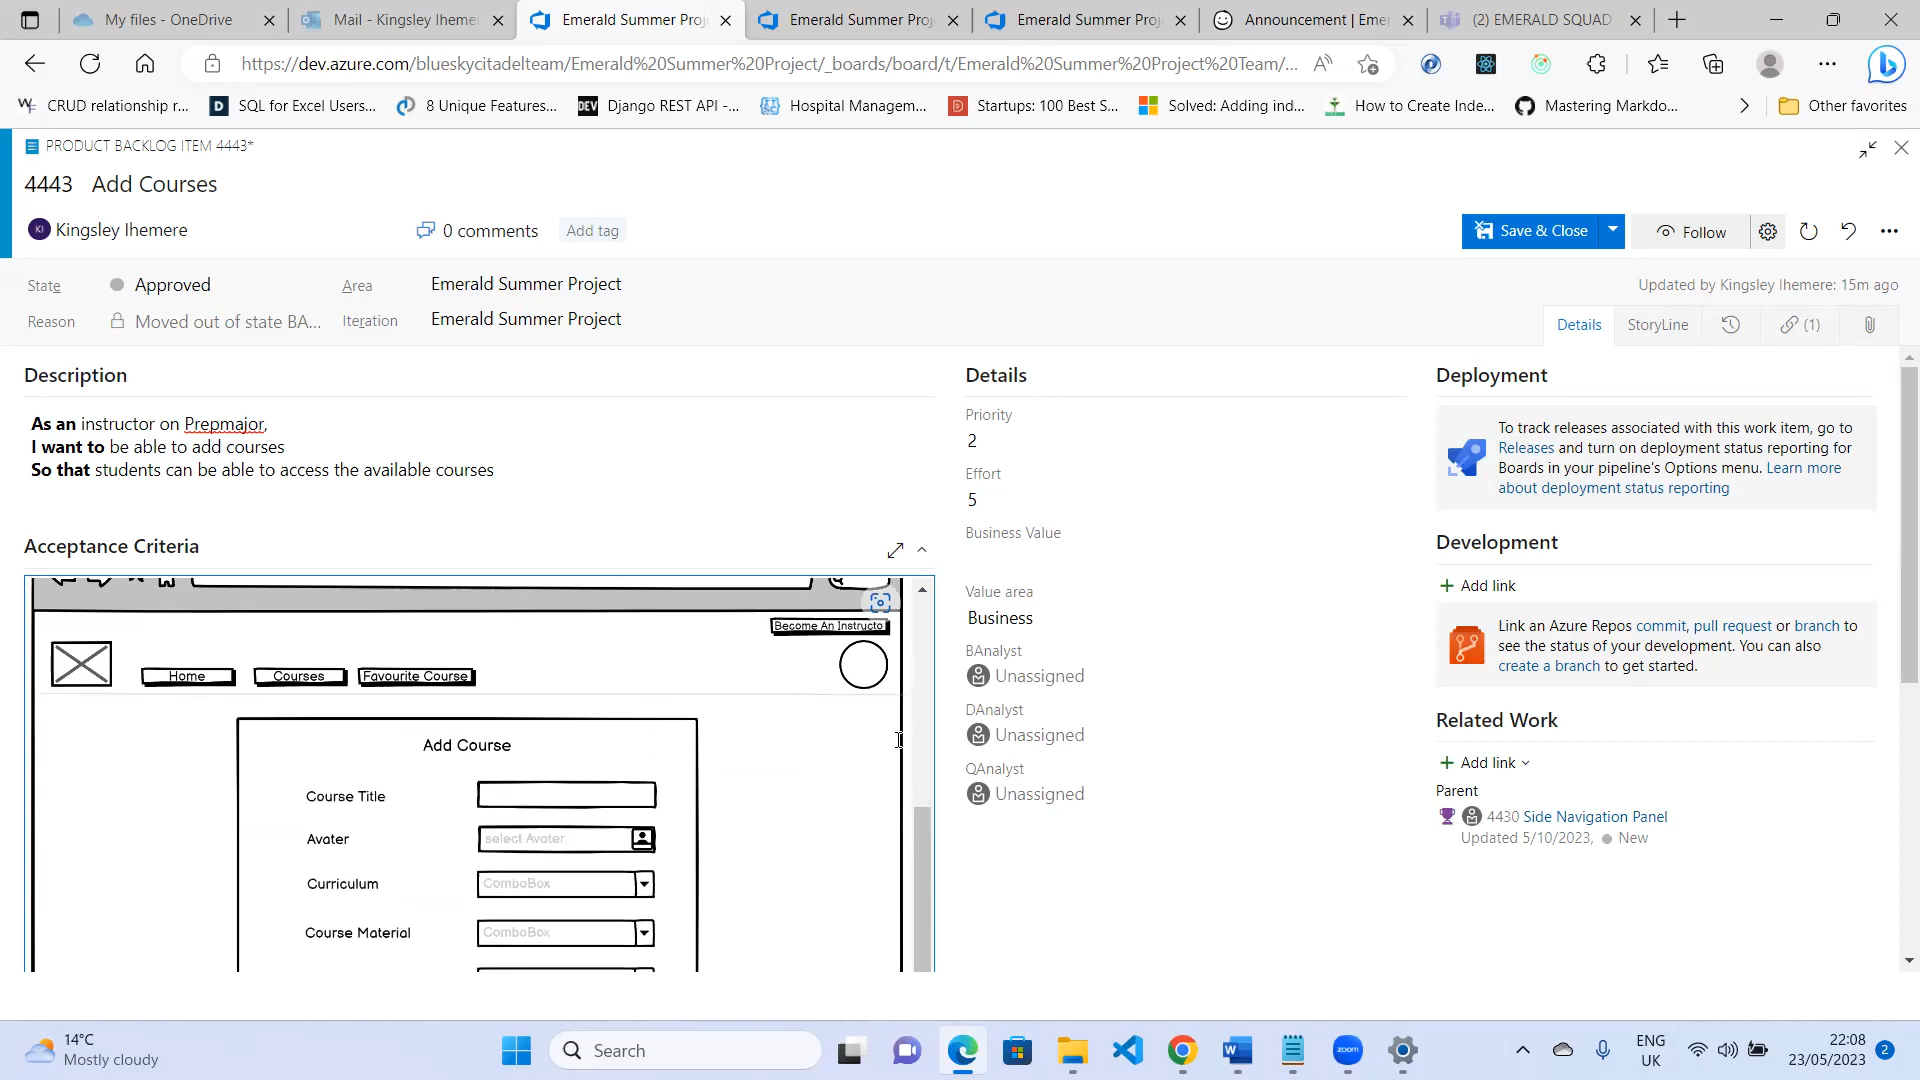 My files - OneDrive
Mail - Kingsley Ihemere
Emerald Summer Proj
Emerald Summer Proj
Emerald Summer Proj
Announcement | Eme
(2) EMERALD SQUAD
https://dev.azure.com/blueskycitadelteam/Emerald%20Summer%20Project/_boards/board/t/Emerald%20Summer%20Project%20Team/...
CRUD relationship r...
SQL for Excel Users...
8 Unique Features...
Django REST API -...
Hospital Managem...
Startups: 100 Best S...
Solved: Adding ind...
How to Create Inde...
Mastering Markdo...
Other favorites
PRODUCT BACKLOG ITEM 4443*
4443 Add Courses
KI Kingsley Ihemere
0 comments
Add tag
Save & Close
Follow
State
Approved
Area
Emerald Summer Project
Updated by Kingsley Ihemere: 15m ago
Reason
Moved out of state BA...
Iteration
Emerald Summer Project
Details
StoryLine
(1)
Description
As an instructor on Prepmajor,
I want to be able to add courses
So that students can be able to access the available courses
Acceptance Criteria
Become An Instructo
Home
Courses
Favourite Course
Add Course
Course Title
Avater
select Avater
Curriculum
ComboBox
Course Material
ComboBox
Details
Priority
2
Effort
5
Business Value
Value area
Business
BAnalyst
Unassigned
DAnalyst
Unassigned
QAnalyst
Unassigned
Deployment
To track releases associated with this work item, go to
Releases and turn on deployment status reporting for
Boards in your pipeline's Options menu. Learn more
about deployment status reporting
Development
Add link
Link an Azure Repos commit, pull request or branch to
see the status of your development. You can also
create a branch to get started.
Related Work
Add link
Parent
4430 Side Navigation Panel
Updated 5/10/2023, New
14°C
Mostly cloudy
Search
zoom
ENG
UK
22:08
23/05/2023
2